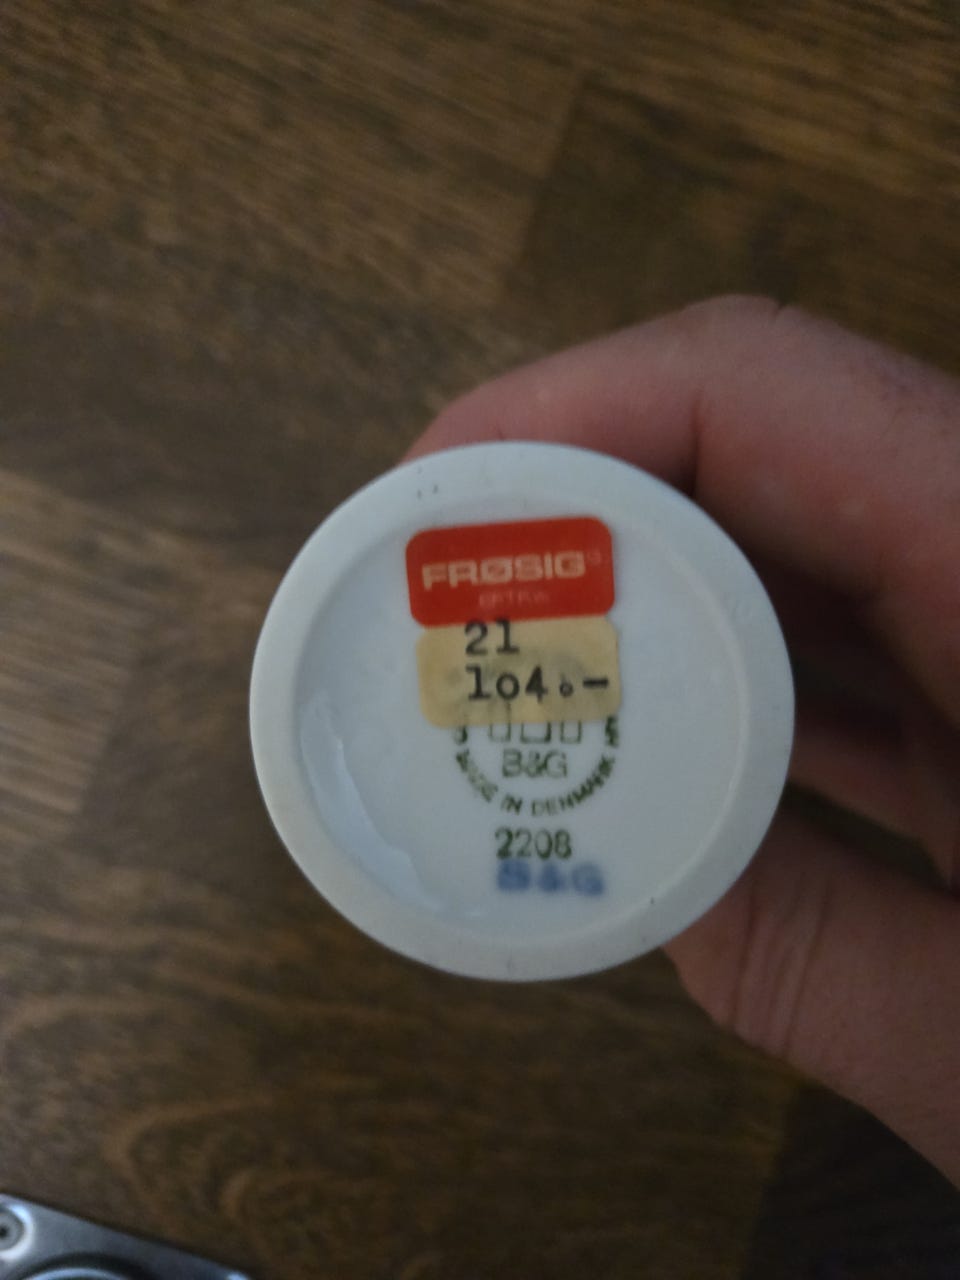 FRØSIG
21
104.-
B&G
MADE IN DENMARK
2208
B&G